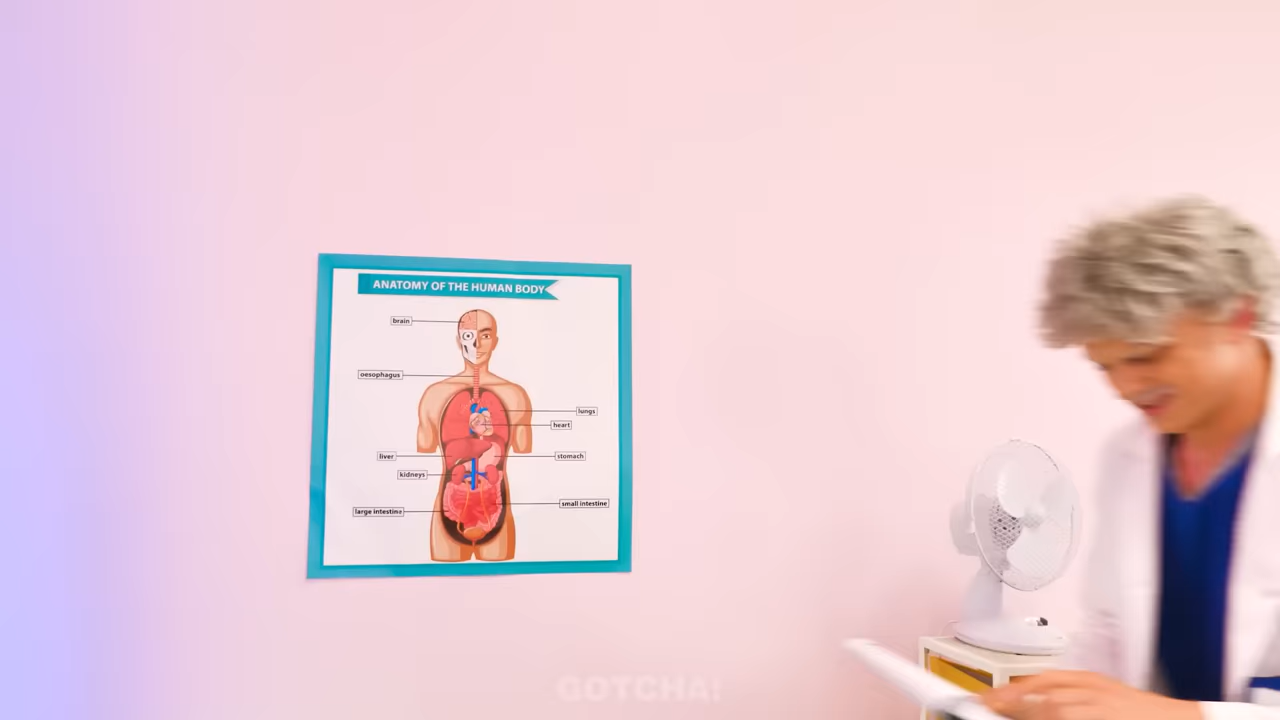 ANATOMY OF THE HUMAN BODY
brain
oesophagus
lungs
heart
liver
stomach
kidneys
small intestine
large intestine
GOTCHA!